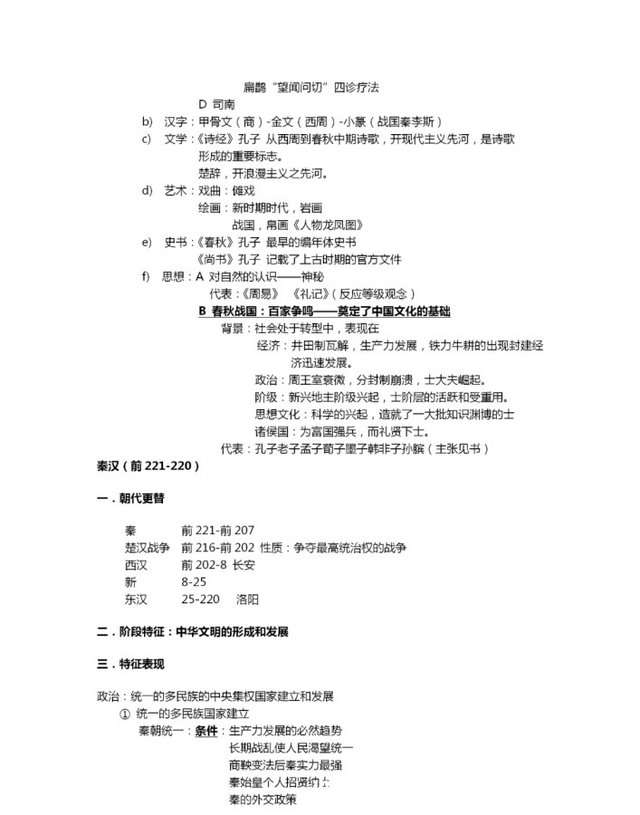 扁鹊“望闻问切”四诊疗法
D 司南
b) 汉字：甲骨文（商）-金文（西周）-小篆（战国秦李斯）
c) 文学：《诗经》孔子 从西周到春秋中期诗歌，开现代主义先河，是诗歌
形成的重要标志。
楚辞，开浪漫主义之先河。
d) 艺术：戏曲：傩戏
绘画：新时期时代，岩画
战国，帛画《人物龙凤图》
e) 史书：《春秋》孔子 最早的编年体史书
《尚书》孔子 记载了上古时期的官方文件
f) 思想：A 对自然的认识——神秘
代表：《周易》 《礼记》（反应等级观念）
B 春秋战国：百家争鸣——奠定了中国文化的基础
背景：社会处于转型中，表现在
经济：井田制瓦解，生产力发展，铁力牛耕的出现封建经
济迅速发展。
政治：周王室衰微，分封制崩溃，士大夫崛起。
阶级：新兴地主阶级兴起，士阶层的活跃和受重用。
思想文化：科学的兴起，造就了一大批知识渊博的士
诸侯国：为富国强兵，而礼贤下士。
代表：孔子老子孟子荀子墨子韩非子孙膑（主张见书）
秦汉（前 221-220）
一．朝代更替
秦 前 221-前 207
楚汉战争 前 216-前 202 性质：争夺最高统治权的战争
西汉 前 202-8 长安
新 8-25
东汉 25-220 洛阳
二．阶段特征：中华文明的形成和发展
三．特征表现
政治：统一的多民族的中央集权国家建立和发展
① 统一的多民族国家建立
秦朝统一：条件：生产力发展的必然趋势
长期战乱使人民渴望统一
商鞅变法后秦实力最强
秦始皇个人招贤纳士
秦的外交政策